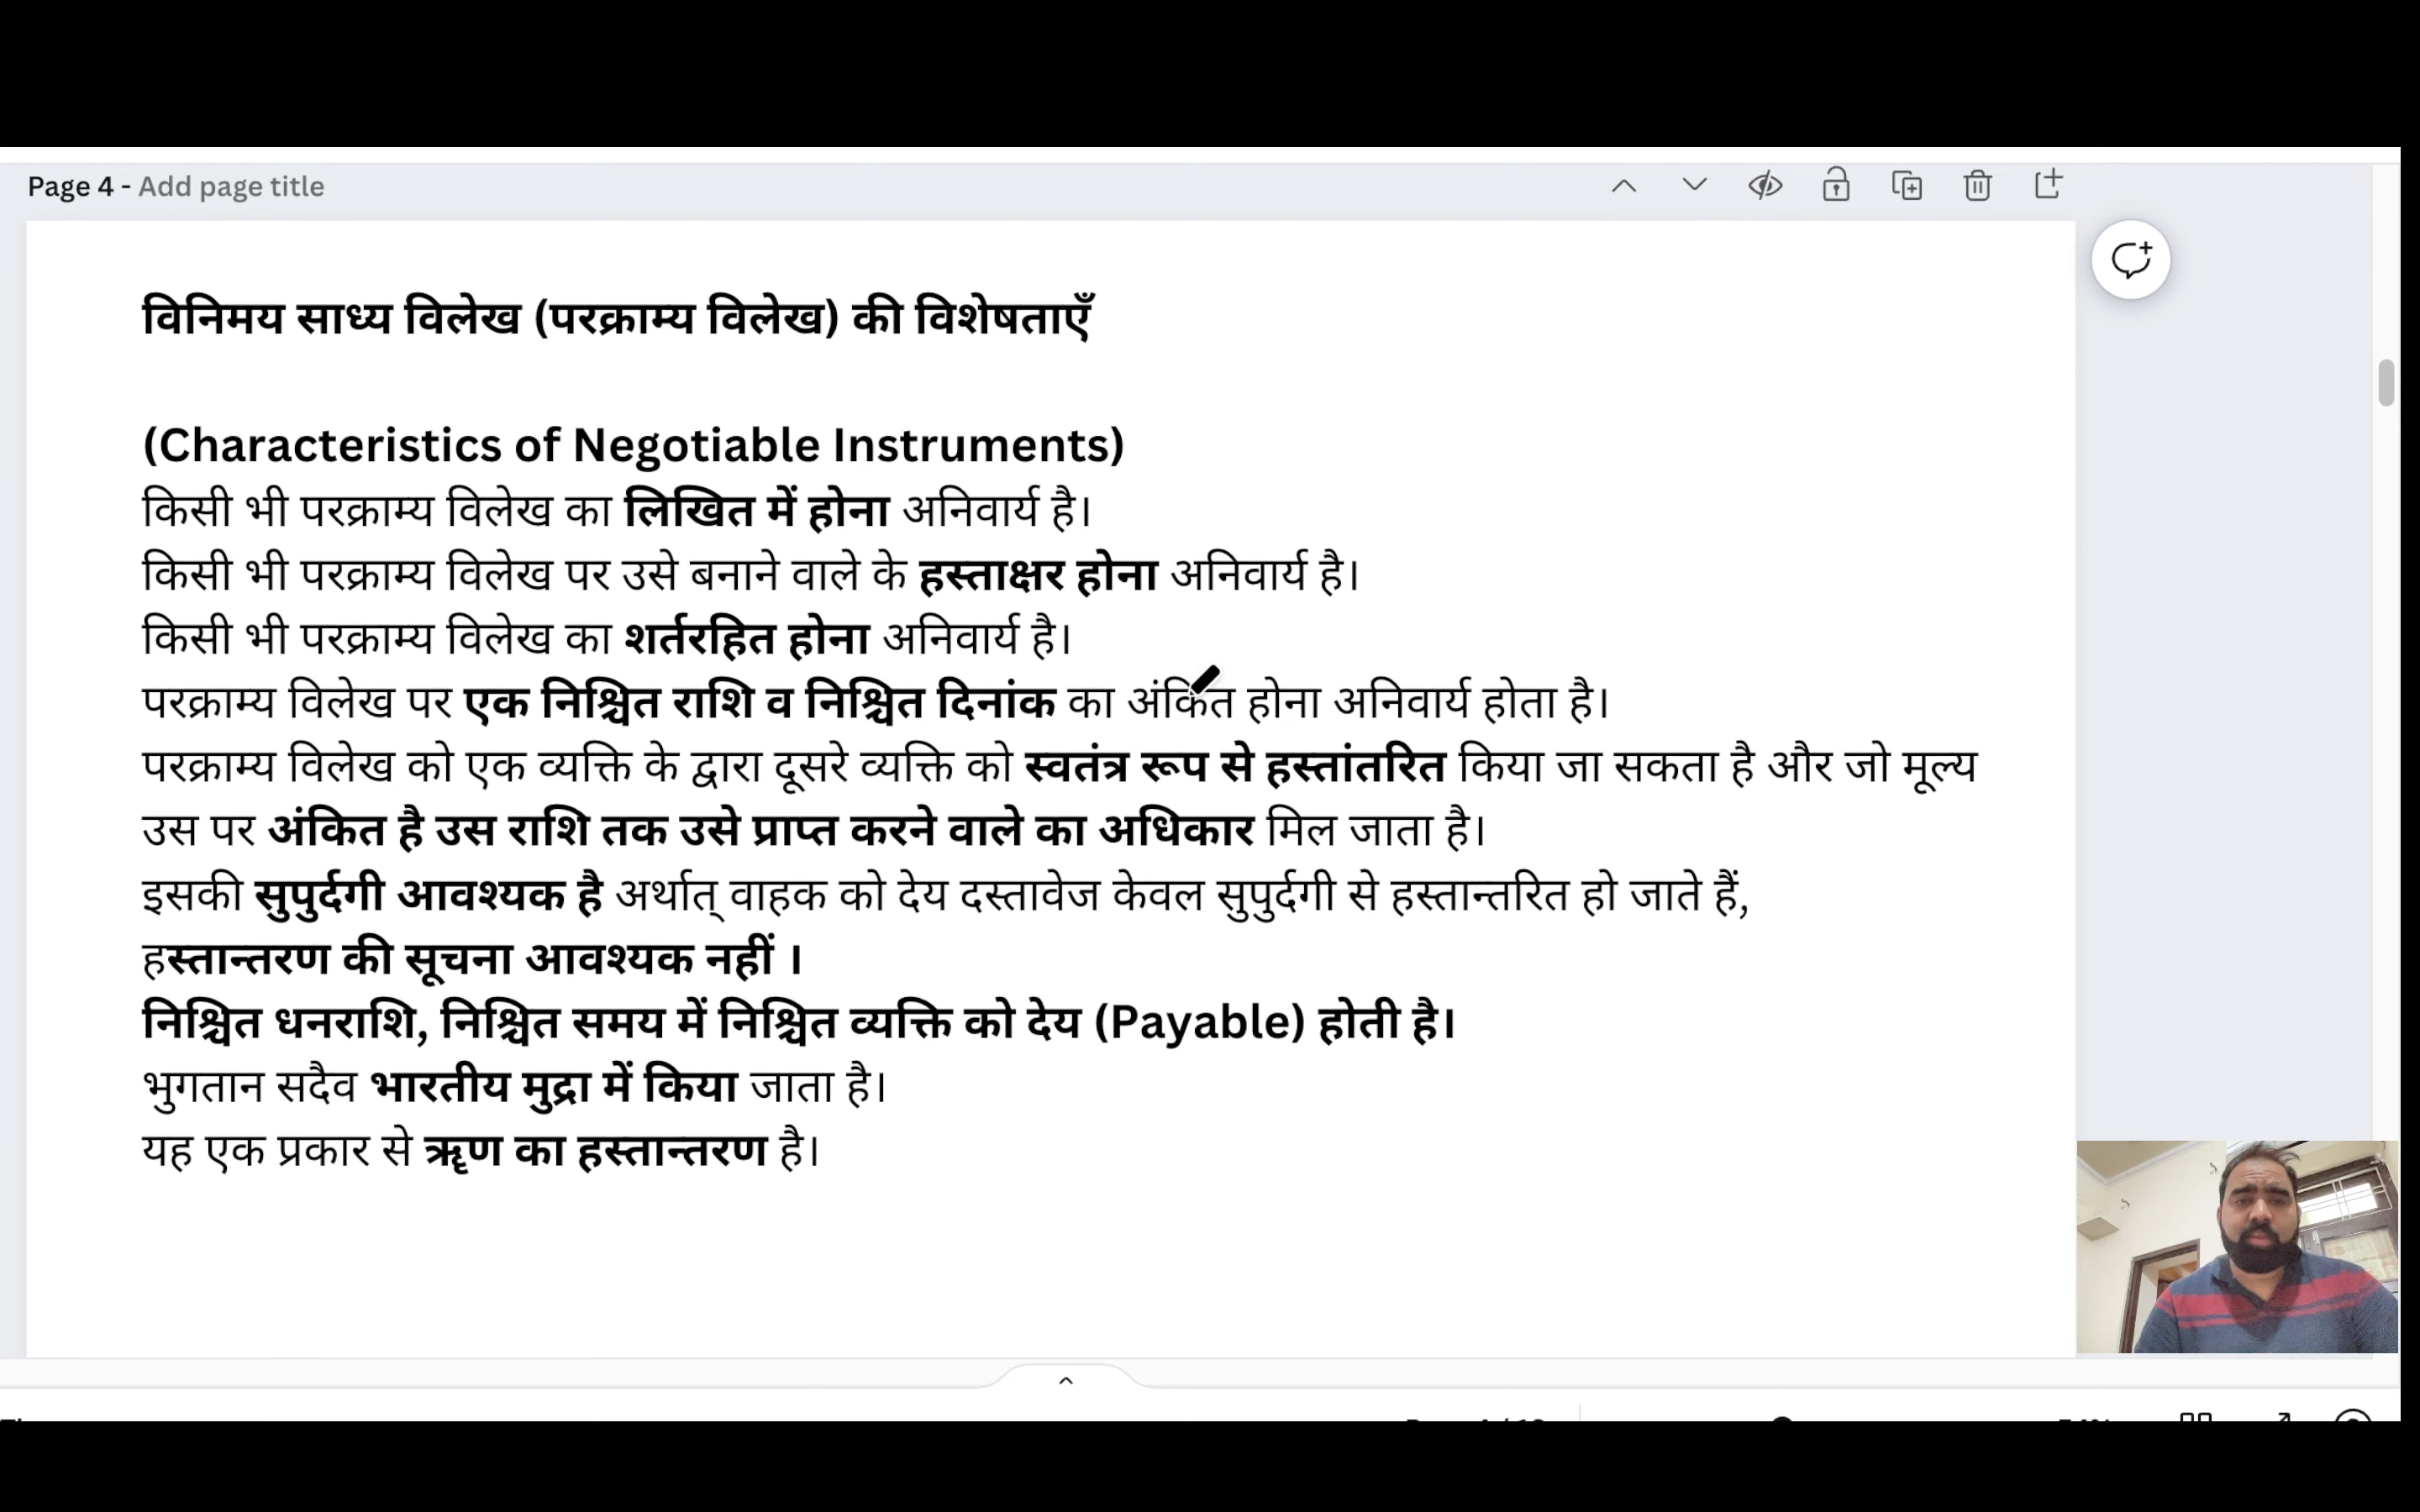 Page 4 - Add page title
विनिमय साध्य विलेख (परक्राम्य विलेख) की विशेषताएँ
(Characteristics of Negotiable Instruments)
किसी भी परक्राम्य विलेख का लिखित में होना अनिवार्य है।
किसी भी परक्राम्य विलेख पर उसे बनाने वाले के हस्ताक्षर होना अनिवार्य है।
किसी भी परक्राम्य विलेख का शर्तरहित होना अनिवार्य है।
परक्राम्य विलेख पर एक निश्चित राशि व निश्चित दिनांक का अंकित होना अनिवार्य होता है।
परक्राम्य विलेख को एक व्यक्ति के द्वारा दूसरे व्यक्ति को स्वतंत्र रूप से हस्तांतरित किया जा सकता है और जो मूल्य
उस पर अंकित है उस राशि तक उसे प्राप्त करने वाले का अधिकार मिल जाता है।
इसकी सुपुर्दगी आवश्यक है अर्थात् वाहक को देय दस्तावेज केवल सुपुर्दगी से हस्तान्तरित हो जाते हैं,
हस्तान्तरण की सूचना आवश्यक नहीं ।
निश्चित धनराशि, निश्चित समय में निश्चित व्यक्ति को देय (Payable) होती है।
भुगतान सदैव भारतीय मुद्रा में किया जाता है।
यह एक प्रकार से ॠण का हस्तान्तरण है।